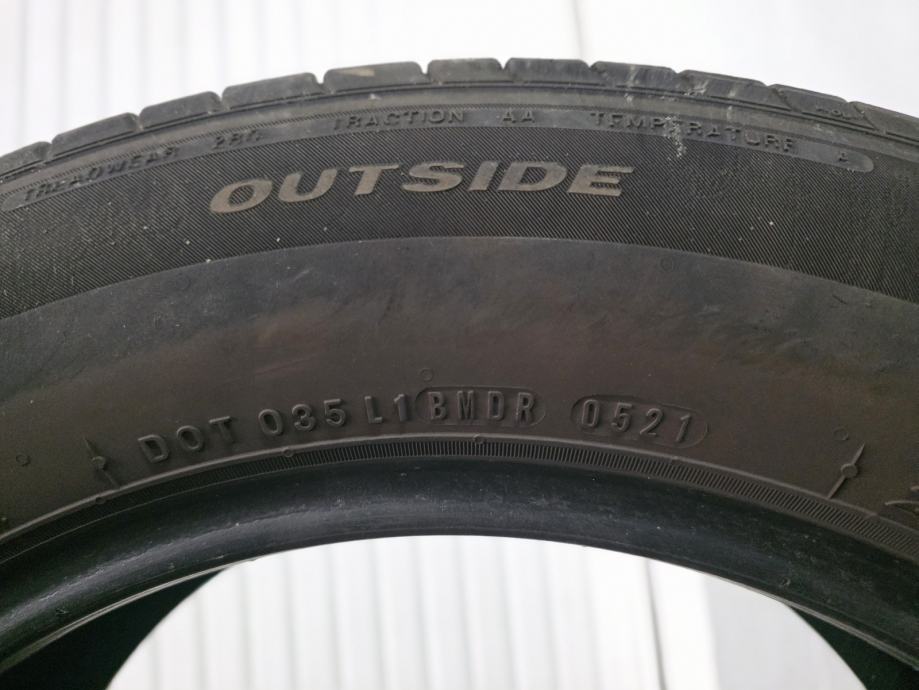 TREADWEAR 280 TRACTION AA TEMPERATURE A
OUTSIDE
DOT 035 L1 BMDR 0521